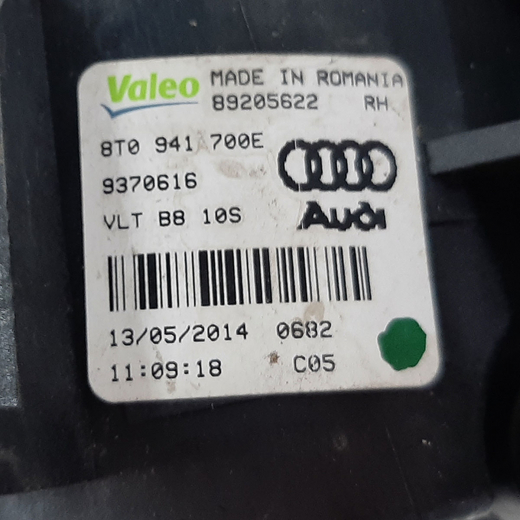 Valeo MADE IN ROMANIA
89205622 RH
8T0 941 700E
9370616
Audi
VLT B8 10S
13/05/2014 0682
11:09:18 C05